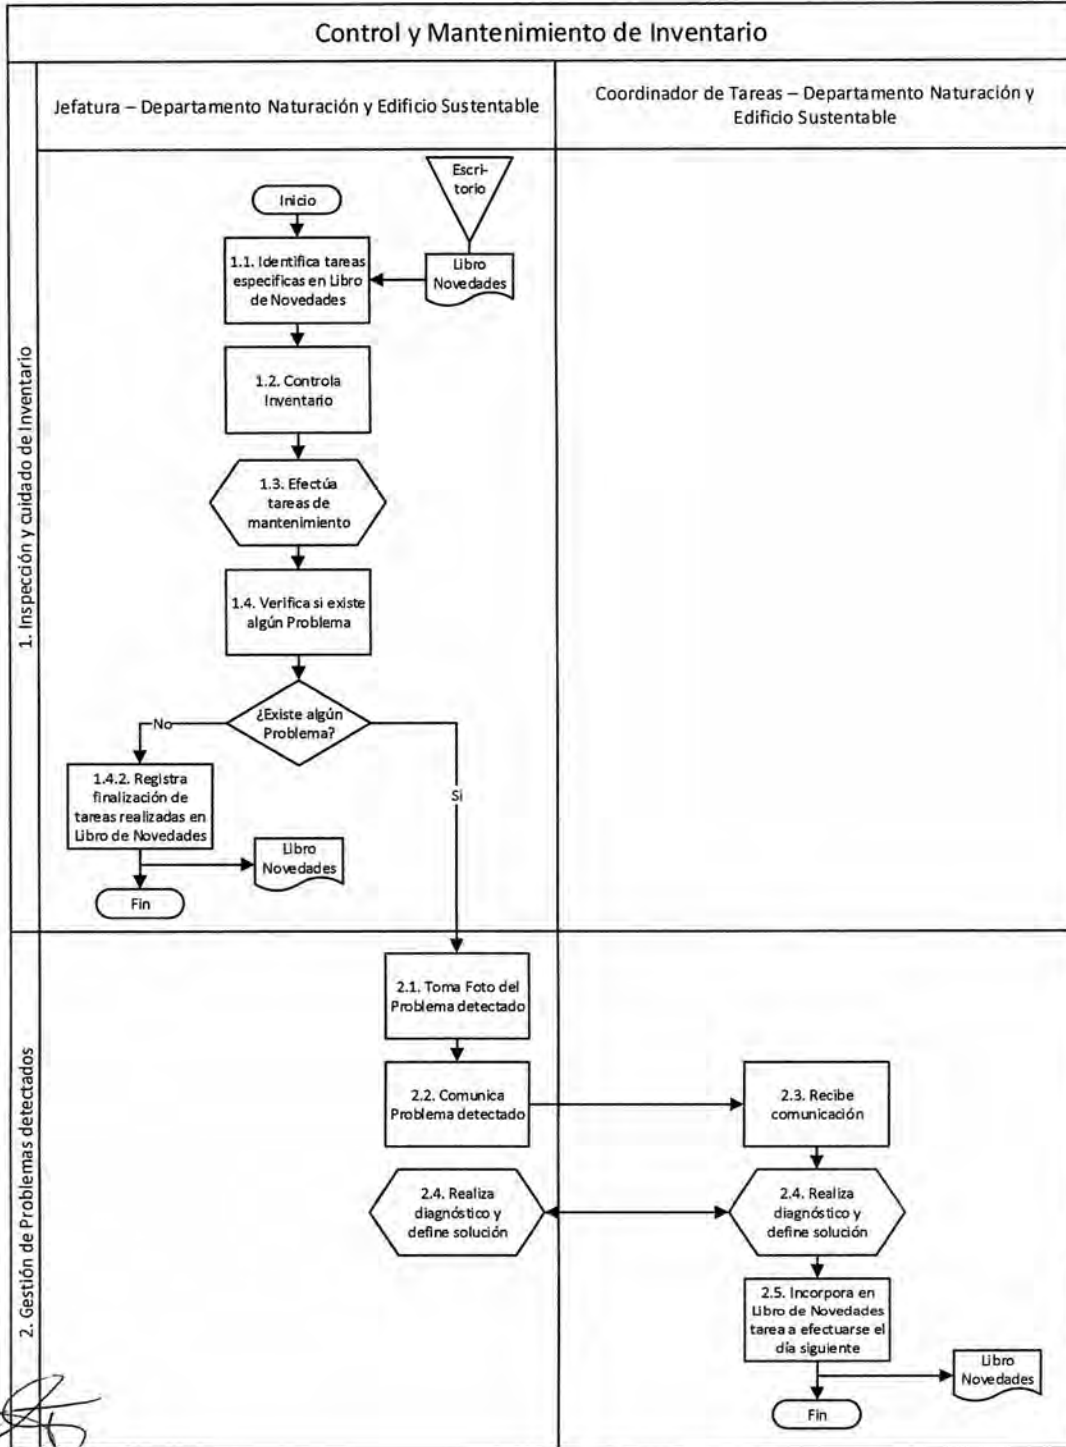 Control y Mantenimiento de Inventario
Jefatura – Departamento Naturación y Edificio Sustentable
Coordinador de Tareas – Departamento Naturación y
Edificio Sustentable
1. Inspección y cuidado de Inventario
Escri-
torio
Inicio
Libro
Novedades
1.1. Identifica tareas
especificas en Libro
de Novedades
1.2. Controla
Inventario
1.3. Efectúa
tareas de
mantenimiento
1.4. Verifica si existe
algún Problema
¿Existe algún
Problema?
No
Si
1.4.2. Registra
finalización de
tareas realizadas en
Libro de Novedades
Libro
Novedades
Fin
2. Gestión de Problemas detectados
2.1. Toma Foto del
Problema detectado
2.2. Comunica
Problema detectado
2.3. Recibe
comunicación
2.4. Realiza
diagnóstico y
define solución
2.4. Realiza
diagnóstico y
define solución
2.5. Incorpora en
Libro de Novedades
tarea a efectuarse el
día siguiente
Libro
Novedades
Fin